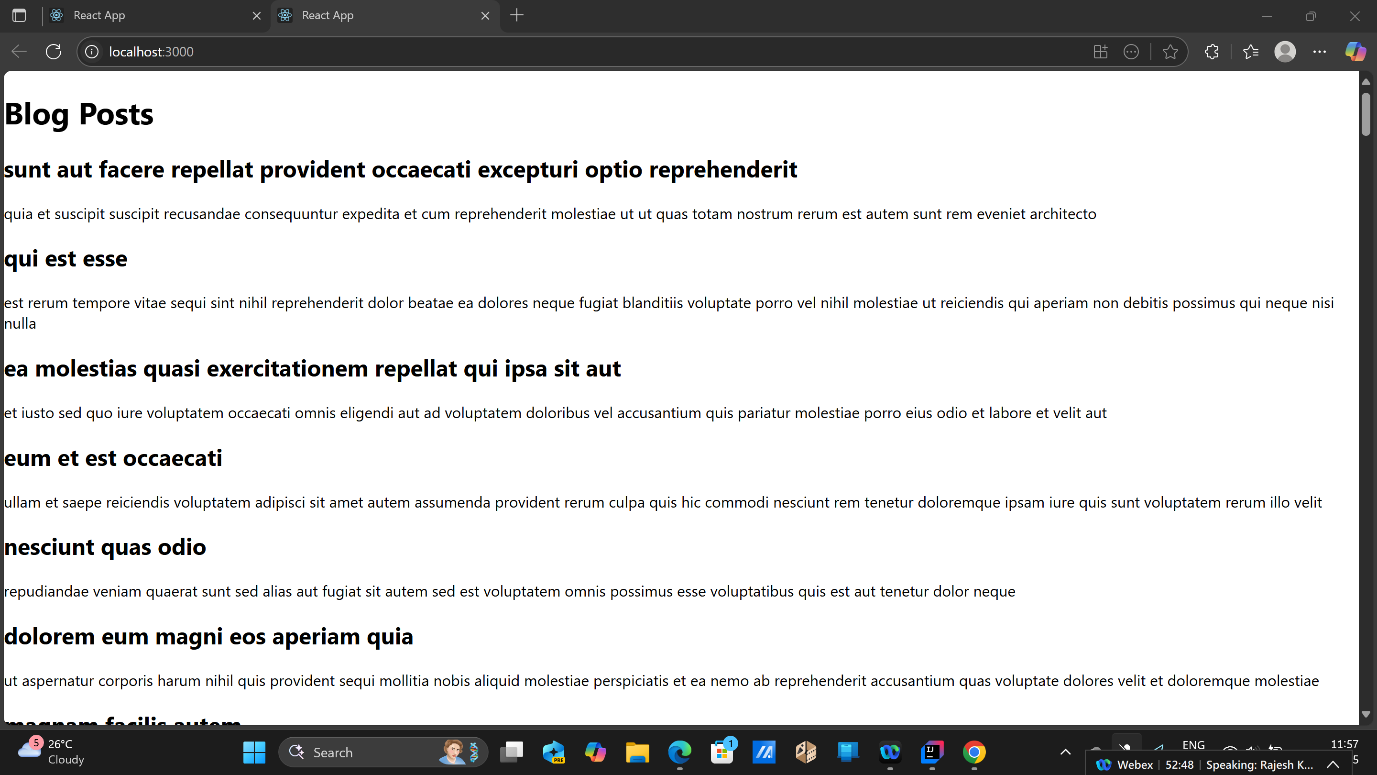 React App
React App
localhost:3000
Blog Posts
sunt aut facere repellat provident occaecati excepturi optio reprehenderit
quia et suscipit suscipit recusandae consequuntur expedita et cum reprehenderit molestiae ut ut quas totam nostrum rerum est autem sunt rem eveniet architecto
qui est esse
est rerum tempore vitae sequi sint nihil reprehenderit dolor beatae ea dolores neque fugiat blanditiis voluptate porro vel nihil molestiae ut reiciendis qui aperiam non debitis possimus qui neque nisi
nulla
ea molestias quasi exercitationem repellat qui ipsa sit aut
et iusto sed quo iure voluptatem occaecati omnis eligendi aut ad voluptatem doloribus vel accusantium quis pariatur molestiae porro eius odio et labore et velit aut
eum et est occaecati
ullam et saepe reiciendis voluptatem adipisci sit amet autem assumenda provident rerum culpa quis hic commodi nesciunt rem tenetur doloremque ipsam iure quis sunt voluptatem rerum illo velit
nesciunt quas odio
repudiandae veniam quaerat sunt sed alias aut fugiat sit autem sed est voluptatem omnis possimus esse voluptatibus quis est aut tenetur dolor neque
dolorem eum magni eos aperiam quia
ut aspernatur corporis harum nihil quis provident sequi mollitia nobis aliquid molestiae perspiciatis et ea nemo ab reprehenderit accusantium quas voluptate dolores velit et doloremque molestiae
magnam facilis autem
5
26°C
Cloudy
Search
PRE
1
IJ
ENG
11:57
5
Webex 52:48 Speaking: Rajesh K...